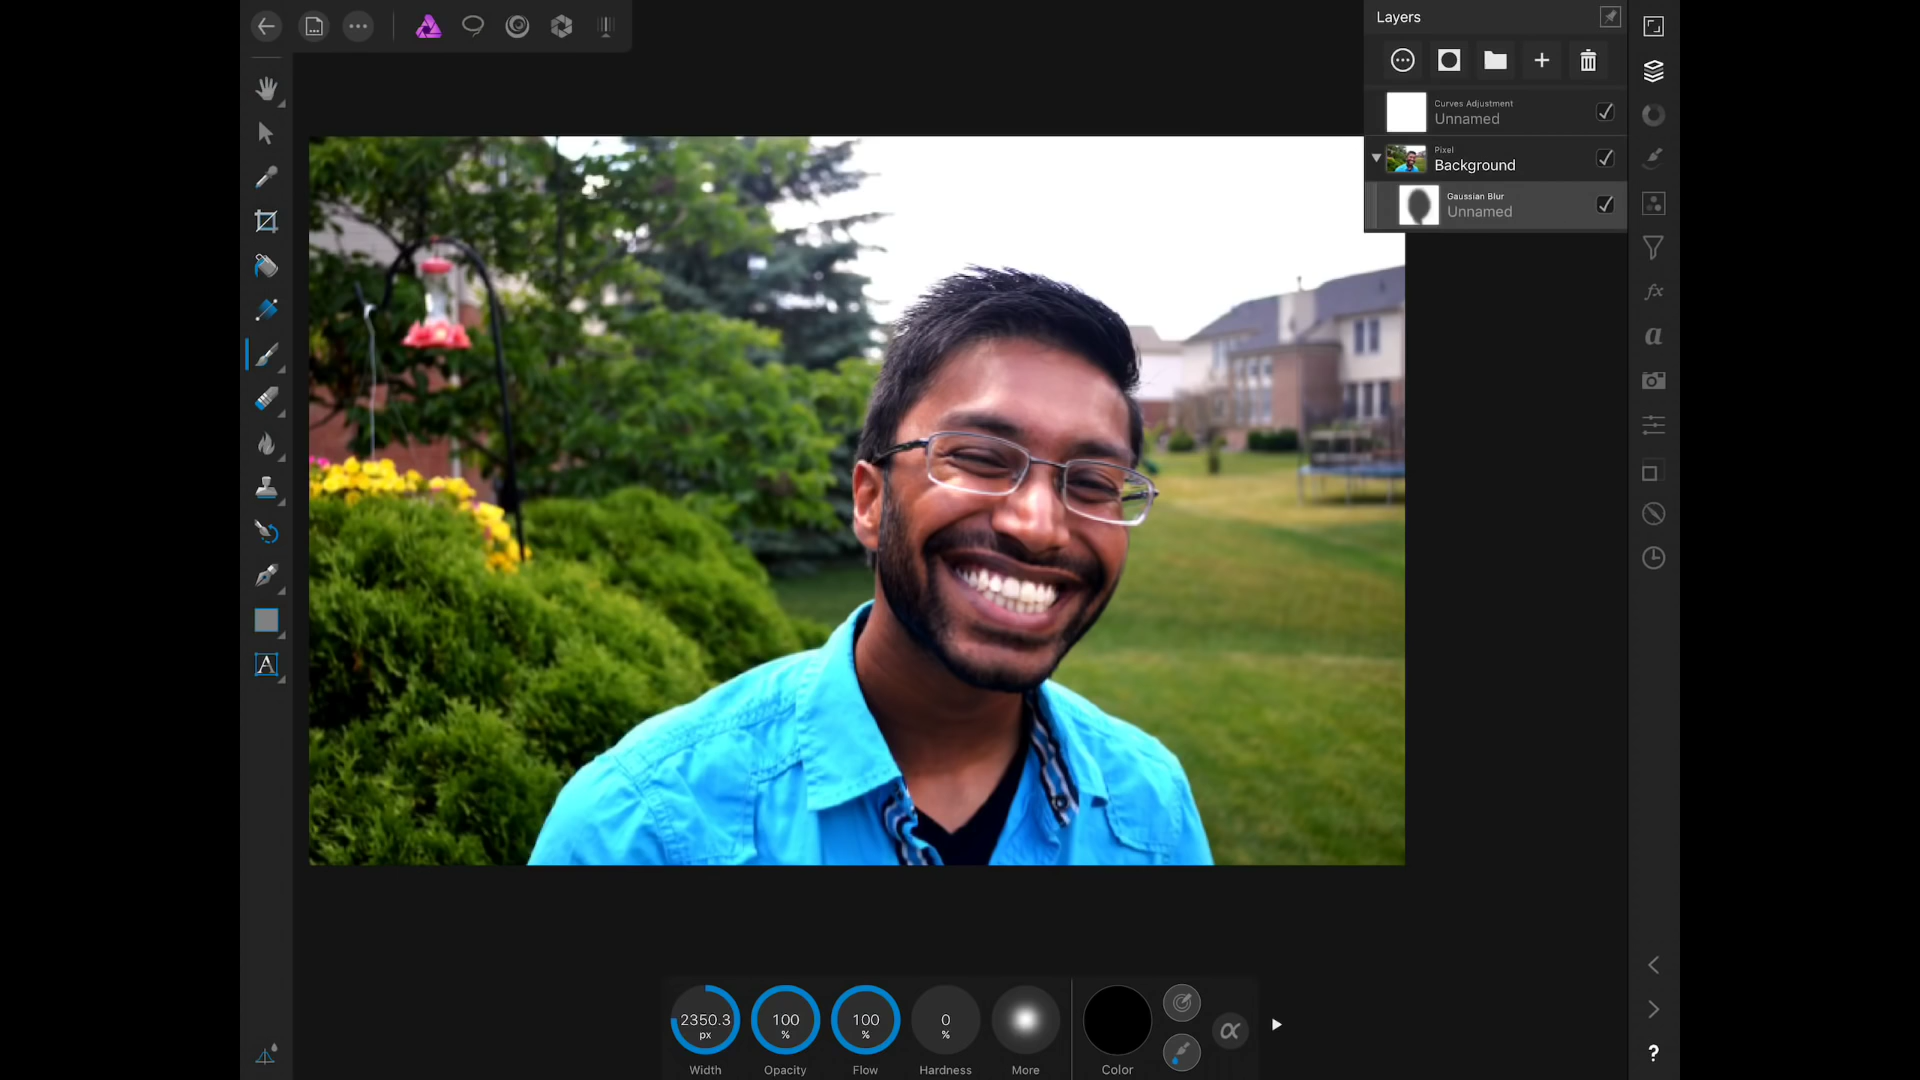 Layers
Curves Adjustment
Unnamed
Pixel
Background
Gaussian Blur
Unnamed
fx
a
A
2350.3
px
100
%
100
%
0
%
α
Width
Opacity
Flow
Hardness
More
Color
?